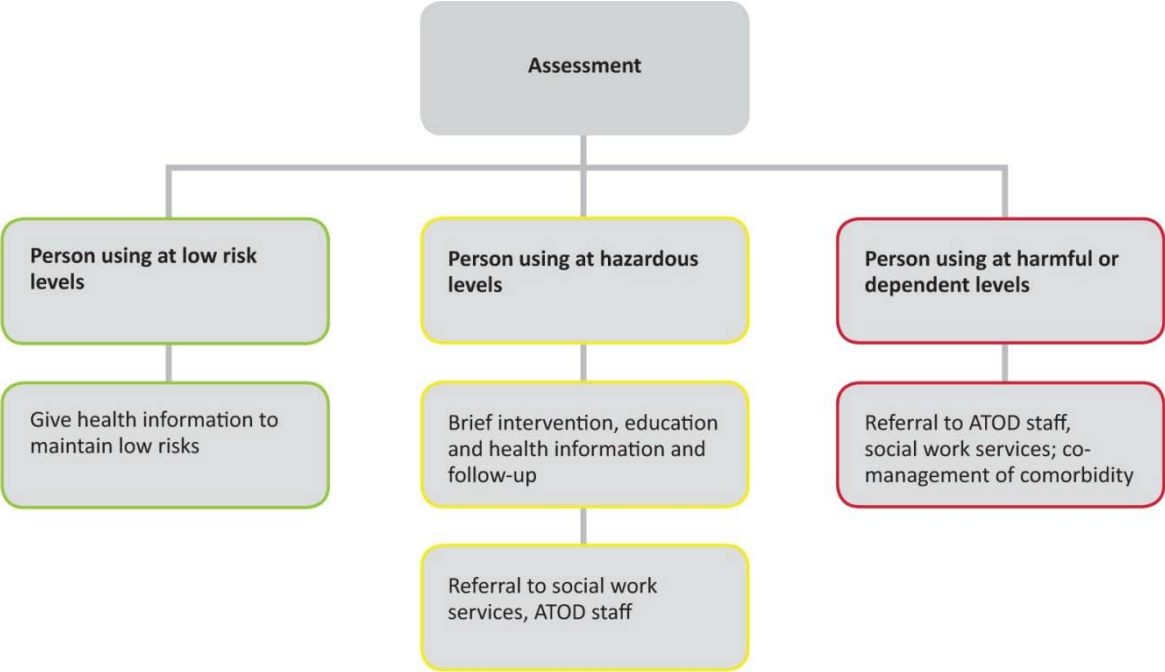 Assessment
Person using at low risk
levels
Person using at hazardous
levels
Person using at harmful or
dependent levels
Give health information to
maintain low risks
Brief intervention, education
and health information and
follow-up
Referral to ATOD staff,
social work services; co-
management of comorbidity
Referral to social work
services, ATOD staff